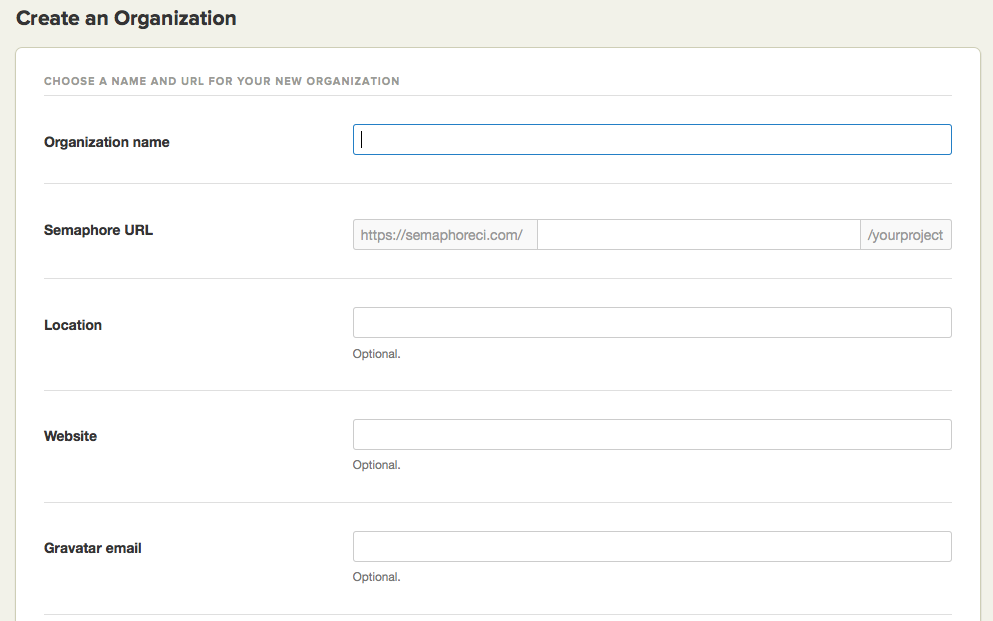 Create an Organization
CHOOSE A NAME AND URL FOR YOUR NEW ORGANIZATION
Organization name
Semaphore URL
https://semaphoreci.com/ /yourproject
Location
Optional.
Website
Optional.
Gravatar email
Optional.